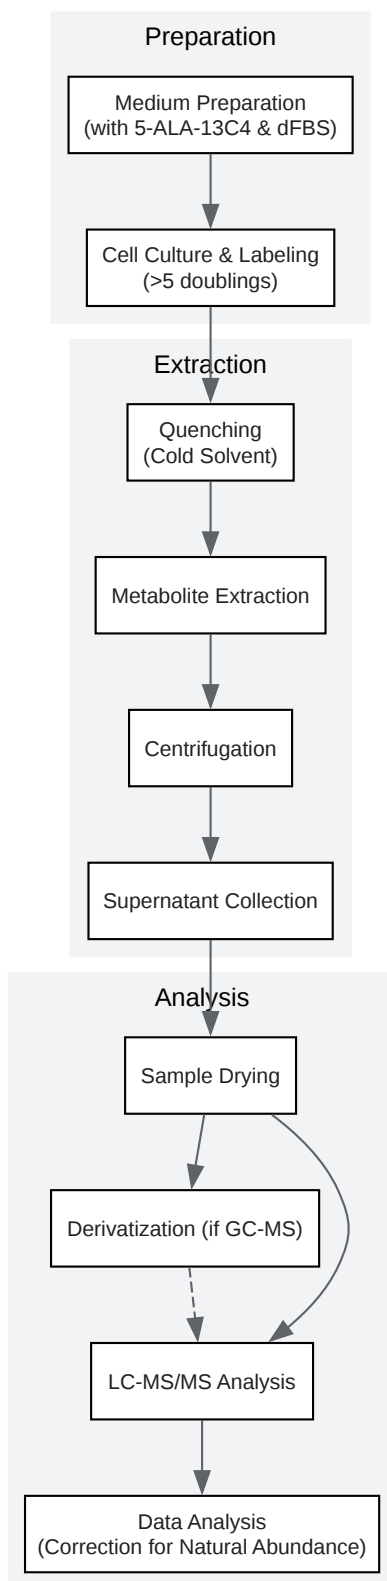 Preparation
Medium Preparation
(with 5-ALA-13C4 & dFBS)
Cell Culture & Labeling
(>5 doublings)
Extraction
Quenching
(Cold Solvent)
Metabolite Extraction
Centrifugation
Supernatant Collection
Analysis
Sample Drying
Derivatization (if GC-MS)
LC-MS/MS Analysis
Data Analysis
(Correction for Natural Abundance)